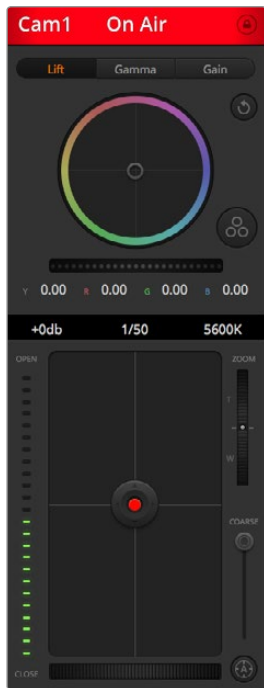 Cam1 On Air
Lift Gamma Gain
Y 0.00 R 0.00 G 0.00 B 0.00
+0db 1/50 5600K
OPEN ZOOM
T
W
COARSE
CLOSE A